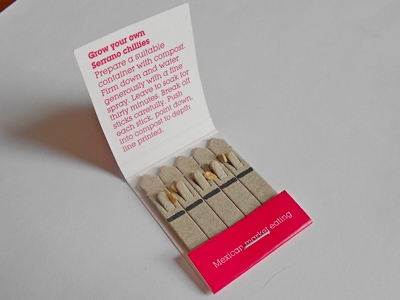 Grow your own
Serrano chillies
Prepare a suitable
container with compost.
Firm down and water
generously with a fine
spray. Leave to soak for
thirty minutes. Break off
sticks carefully. Push
each stick, point down,
into compost to depth
line printed.
Mexican market eating